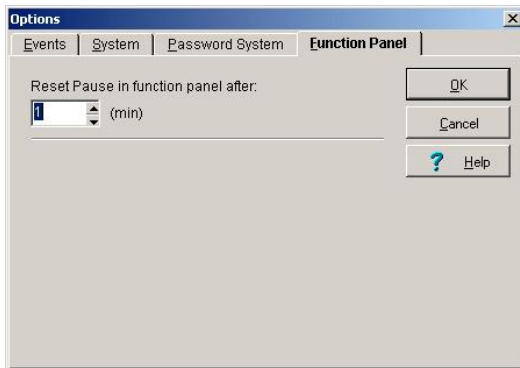 Options
Events System Password System Function Panel
Reset Pause in function panel after:
1 (min)
OK
Cancel
? Help